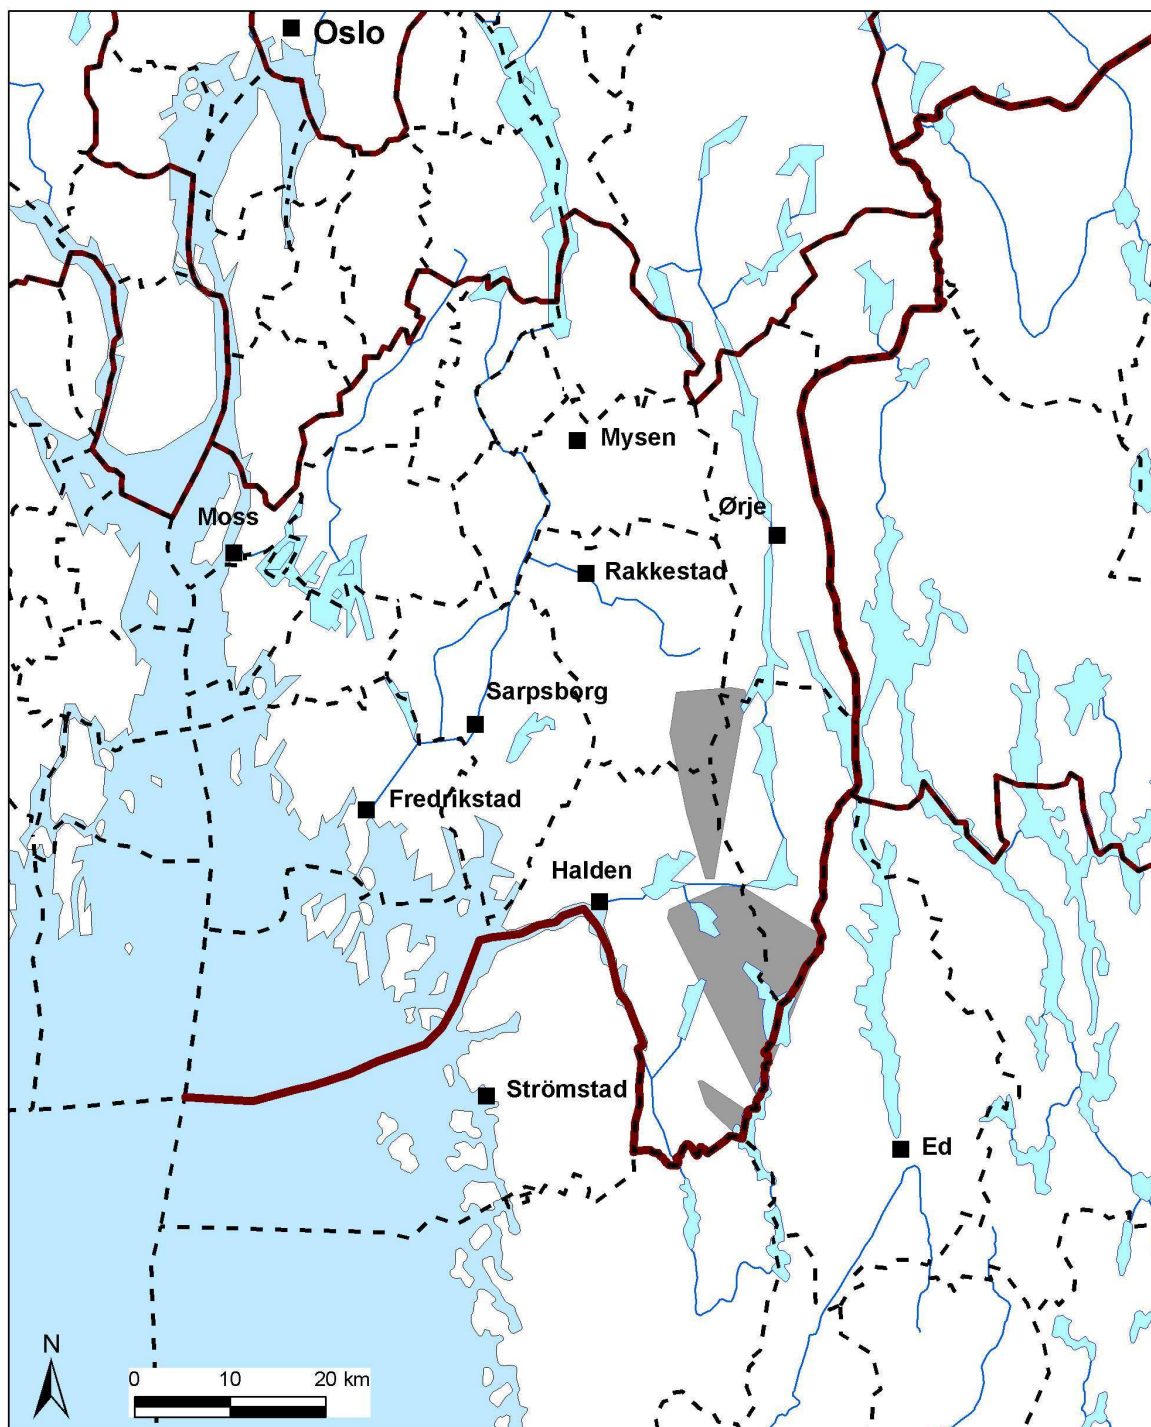 Oslo
Mysen
Moss
Ørje
Rakkestad
Sarpsborg
Fredrikstad
Halden
Strömstad
Ed
N
0 10 20 km